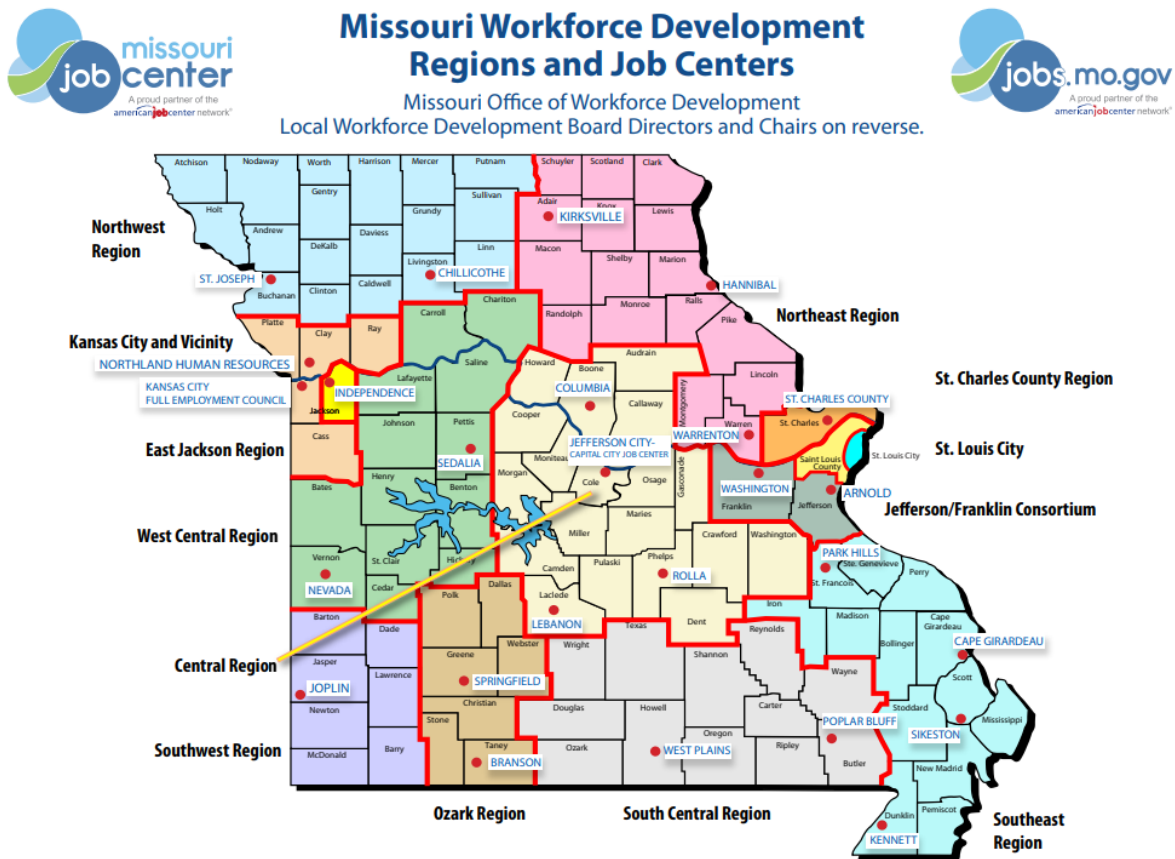 missouri
job center
A proud partner of the
americanjobcenter network
Missouri Workforce Development
Regions and Job Centers
Missouri Office of Workforce Development
Local Workforce Development Board Directors and Chairs on reverse.
jobs.mo.gov
A proud partner of the
americanjobcenter network
Atchison Nodaway Worth Harrison Mercer Putnam Schuyler Scotland Clark
Gentry Sullivan Adair Knox Lewis
Holt Andrew DeKalb Daviess Grundy Linn Macon Shelby Marion
KIRKSVILLE
Northwest
Region
ST. JOSEPH
Livingston
CHILLICOTHE
HANNIBAL
Buchanan Clinton Caldwell Carroll Chariton Randolph Monroe Ralls Pike
Northeast Region
Platte Clay Ray
Kansas City and Vicinity
NORTHLAND HUMAN RESOURCES
KANSAS CITY
FULL EMPLOYMENT COUNCIL
INDEPENDENCE
Jackson Lafayette Saline Howard Boone Audrain Callaway Montgomery Lincoln Warren
COLUMBIA
St. Charles County Region
ST. CHARLES COUNTY
St. Charles
WARRENTON
Cass Johnson Pettis Cooper Moniteau
East Jackson Region
SEDALIA
JEFFERSON CITY-
CAPITAL CITY JOB CENTER
Saint Louis
County
St. Louis City
St. Louis City
Bates Henry Benton Morgan Cole Osage Gasconade
WASHINGTON
Franklin
ARNOLD
Jefferson
Jefferson/Franklin Consortium
West Central Region
Miller Maries Crawford Washington
Vernon St. Clair Hickory Camden Pulaski Phelps
NEVADA
Cedar
ROLLA
PARK HILLS
St. Francois Ste. Genevieve Perry
Polk Dallas Laclede Dent Iron Madison
LEBANON
Barton Dade Texas Reynolds Bollinger Cape
Girardeau
CAPE GIRARDEAU
Central Region
Jasper Lawrence Greene Webster Wright Shannon Wayne Scott
JOPLIN
SPRINGFIELD
Newton Christian Douglas Howell Carter Stoddard Mississippi
Southwest Region
McDonald Barry Stone Taney Ozark Oregon Ripley Butler
BRANSON
WEST PLAINS
POPLAR BLUFF
SIKESTON
New Madrid
Ozark Region
South Central Region
Dunklin Pemiscot
KENNETT
Southeast
Region